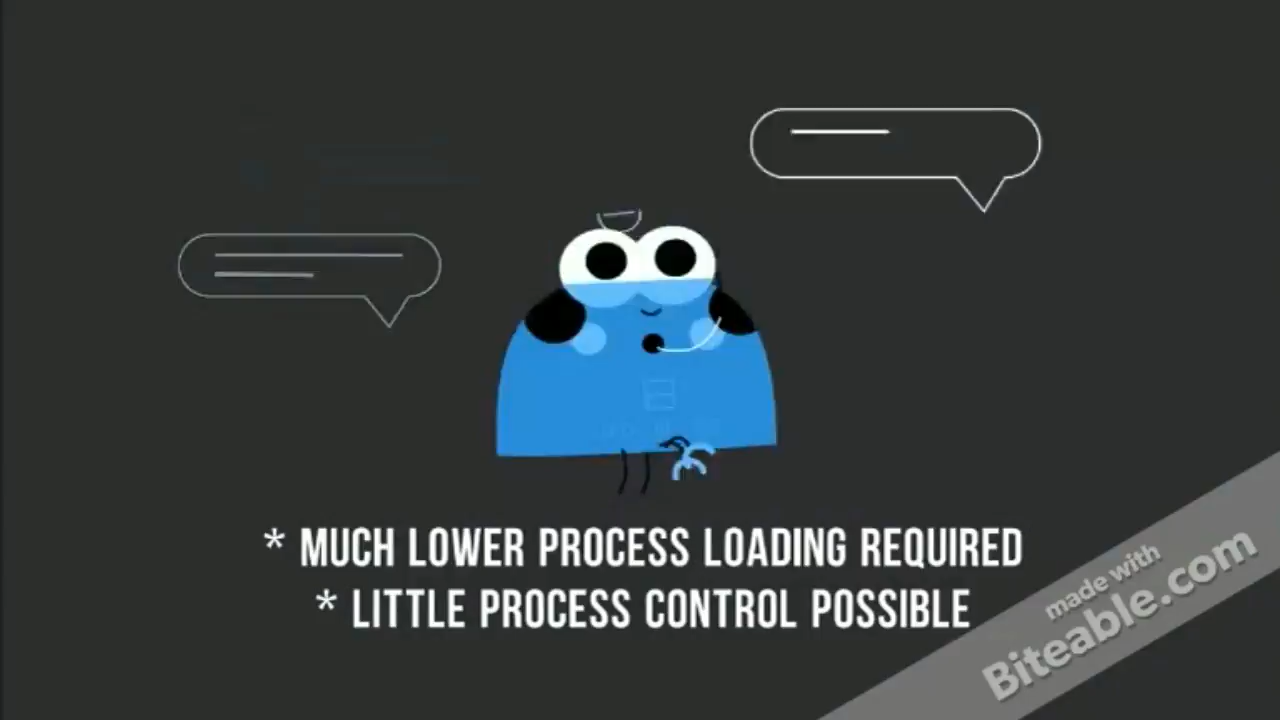 * MUCH LOWER PROCESS LOADING REQUIRED
* LITTLE PROCESS CONTROL POSSIBLE
made with
Biteable.com